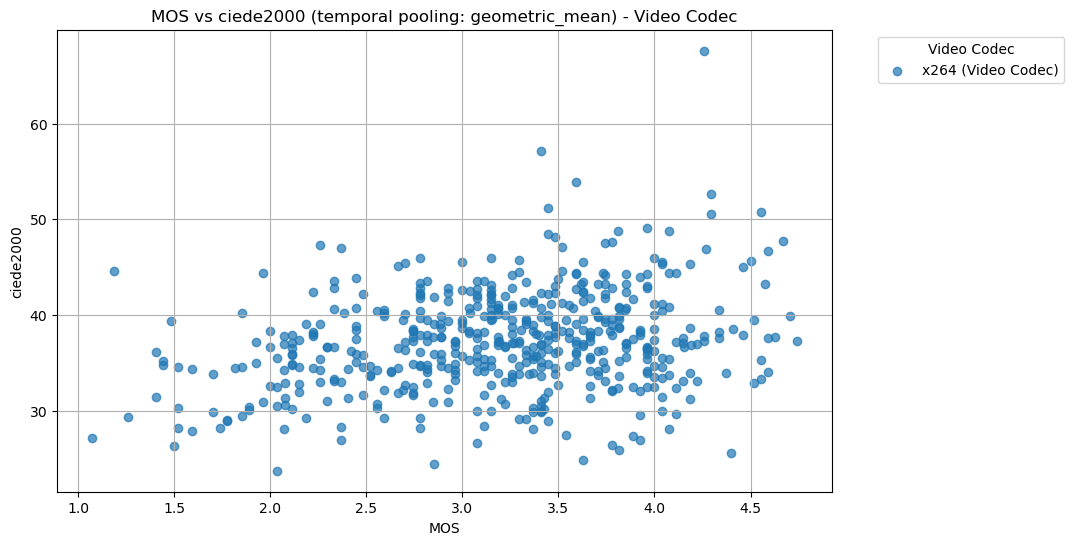 MOS vs ciede2000 (temporal pooling: geometric_mean) - Video Codec
Video Codec
x264 (Video Codec)
ciede2000
60
50
40
30
1.0 1.5 2.0 2.5 3.0 3.5 4.0 4.5
MOS